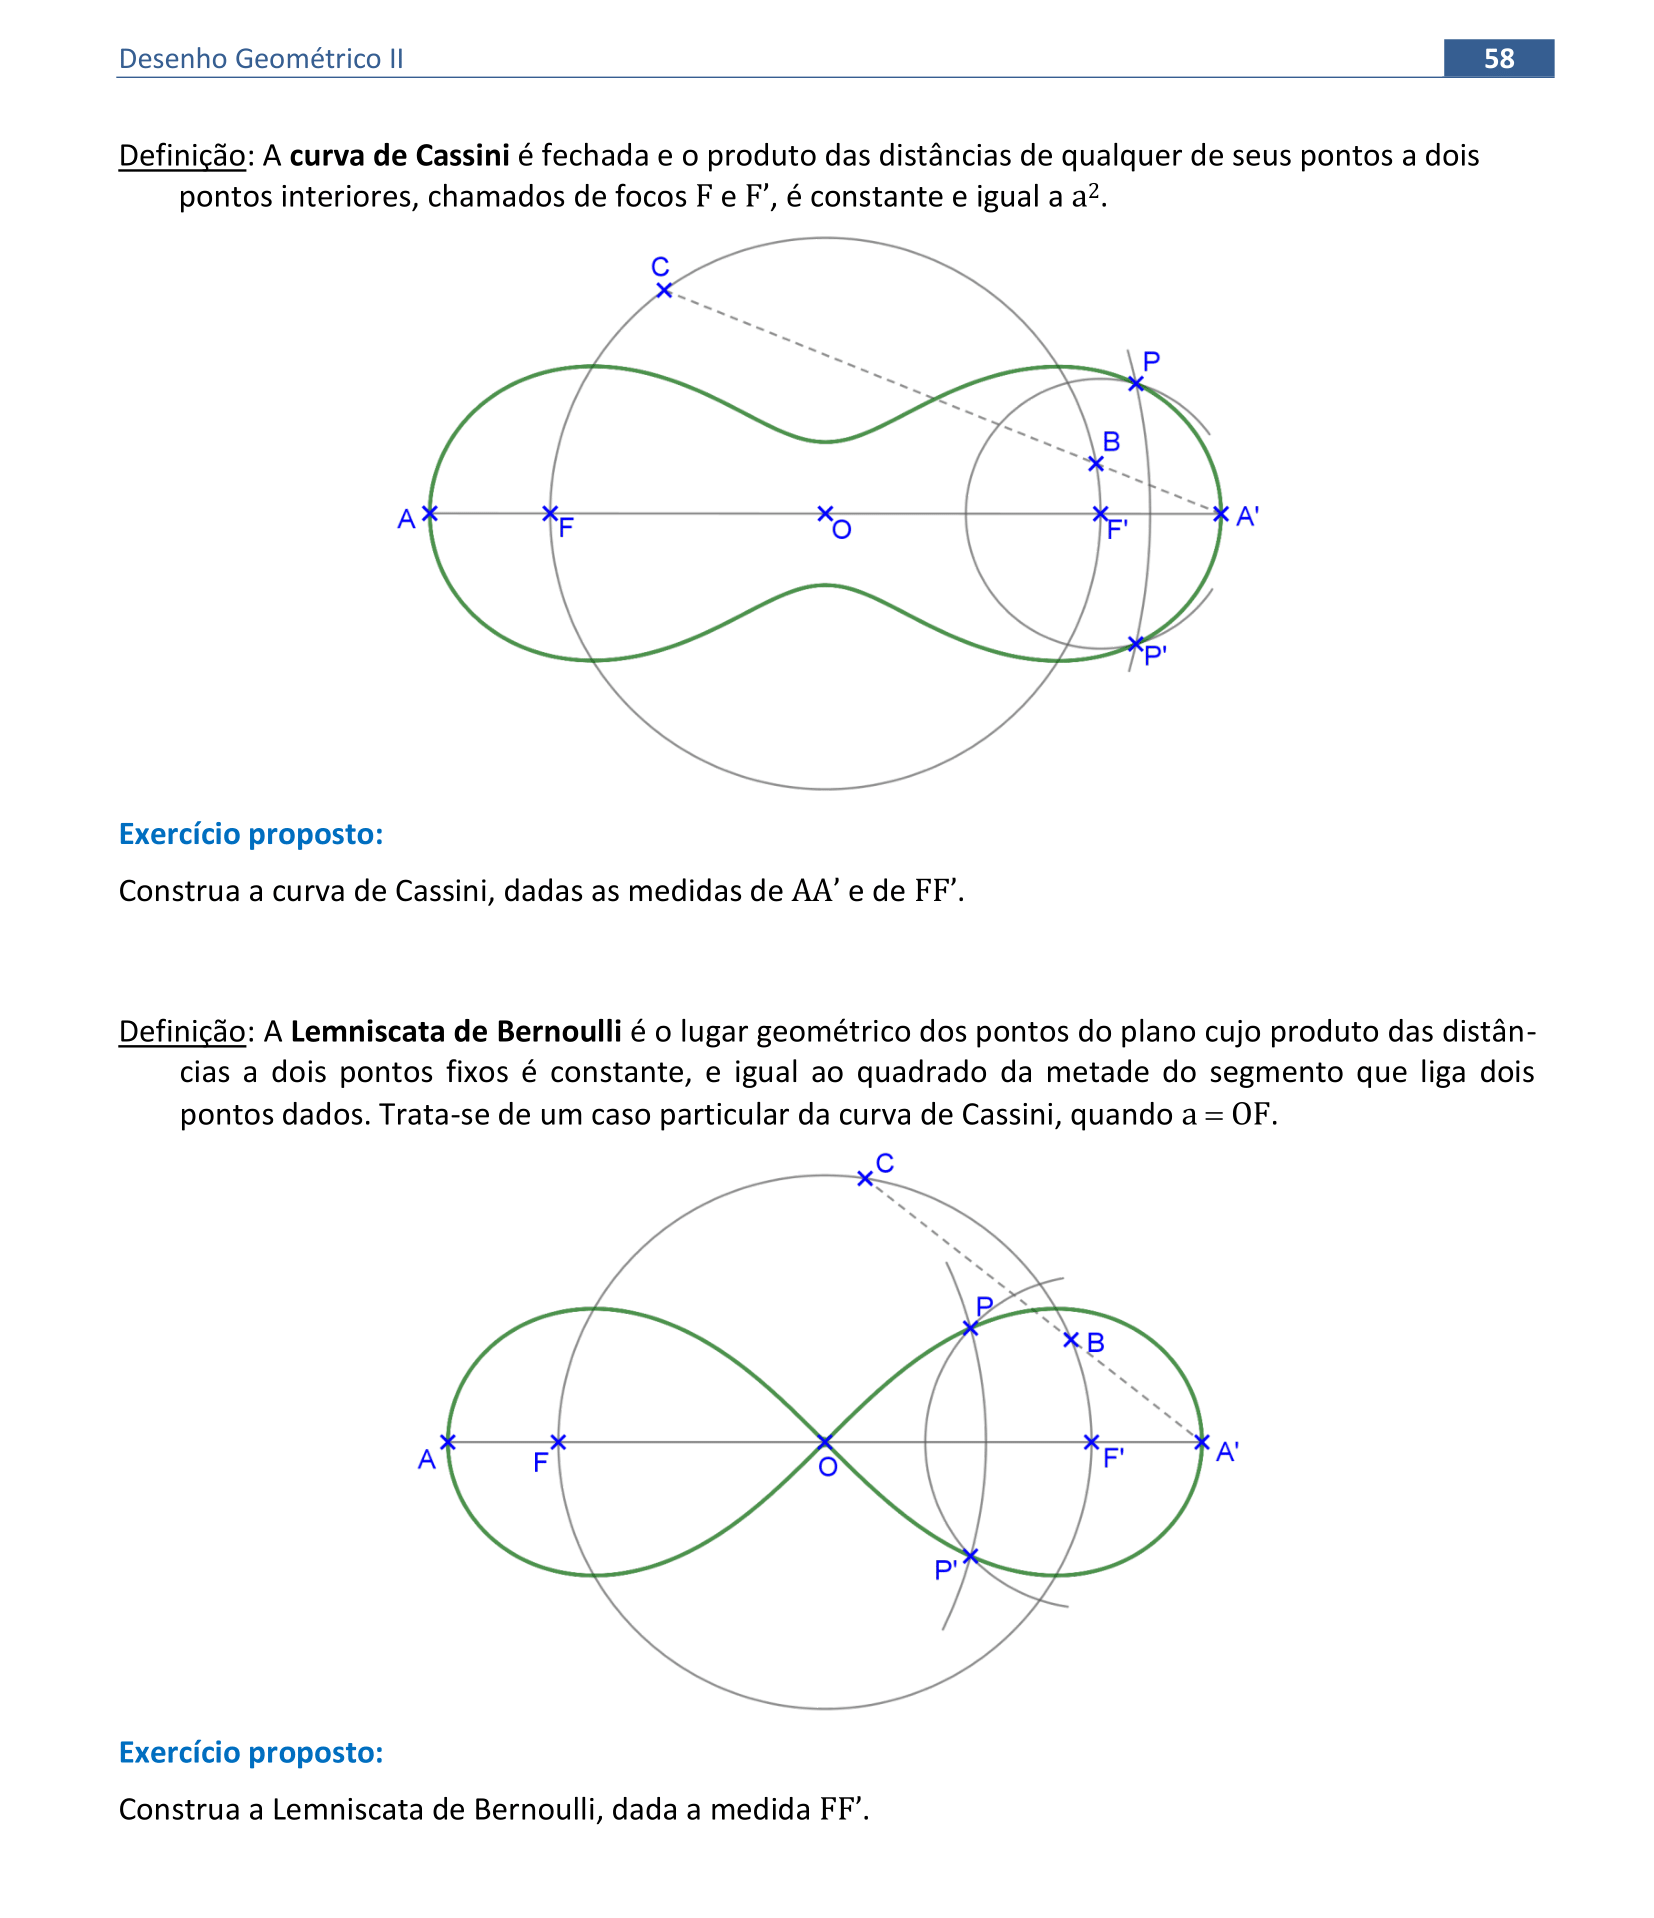 Desenho Geométrico II
58
Definição: A curva de Cassini é fechada e o produto das distâncias de qualquer de seus pontos a dois
pontos interiores, chamados de focos F e F’, é constante e igual a a².
C
P
B
A
F
O
F'
A'
P'
Exercício proposto:
Construa a curva de Cassini, dadas as medidas de AA’ e de FF’.
Definição: A Lemniscata de Bernoulli é o lugar geométrico dos pontos do plano cujo produto das distân-
cias a dois pontos fixos é constante, e igual ao quadrado da metade do segmento que liga dois
pontos dados. Trata-se de um caso particular da curva de Cassini, quando a = OF.
C
P
B
A
F
O
F'
A'
P'
Exercício proposto:
Construa a Lemniscata de Bernoulli, dada a medida FF’.